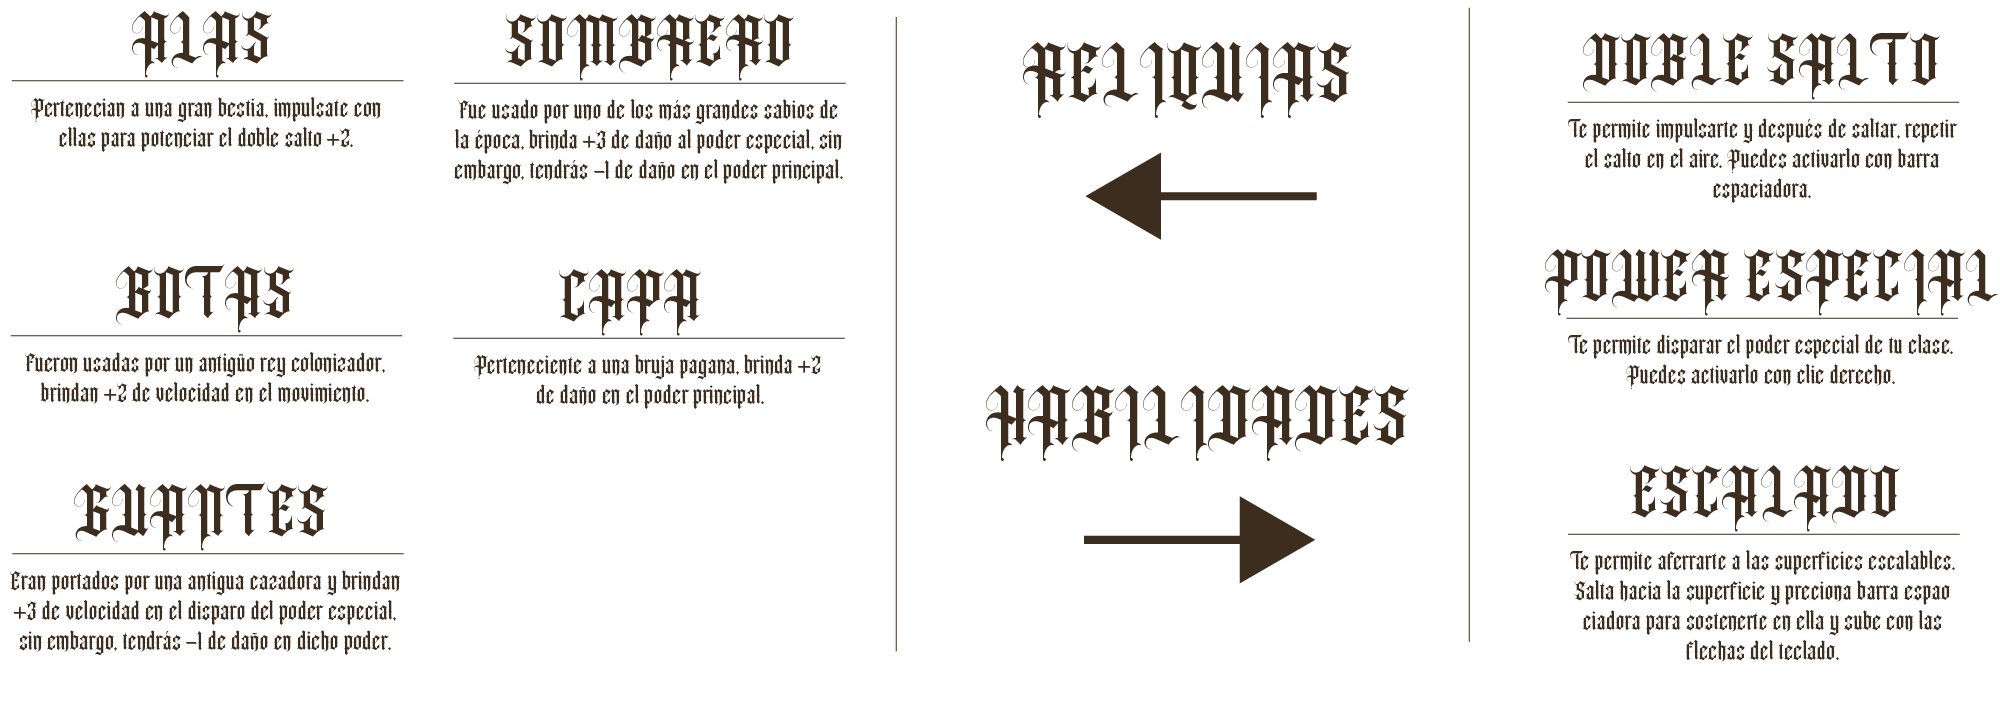 ALAS
Pertenecian a una gran bestia, impulsate con
ellas para potenciar el doble salto +2.
BOTAS
Fueron usadas por un antigüo rey colonizador,
brindan +2 de velocidad en el movimiento.
GUANTES
Eran portados por una antigua cazadora y brindan
+3 de velocidad en el disparo del poder especial,
sin embargo, tendrás -1 de daño en dicho poder.
SOMBRERO
Fue usado por uno de los más grandes sabios de
la época, brinda +3 de daño al poder especial, sin
embargo, tendrás -1 de daño en el poder principal.
CAPA
Perteneciente a una bruja pagana, brinda +2
de daño en el poder principal.
RELIQUIAS
HABILIDADES
DOBLE SALTO
Te permite impulsarte y después de saltar, repetir
el salto en el aire. Puedes activarlo con barra
espaciadora.
POWER ESPECIAL
Te permite disparar el poder especial de tu clase.
Puedes activarlo con clic derecho.
ESCALADO
Te permite aferrarte a las superficies escalables.
Salta hacia la superficie y preciona barra espao
ciadora para sostenerte en ella y sube con las
flechas del teclado.